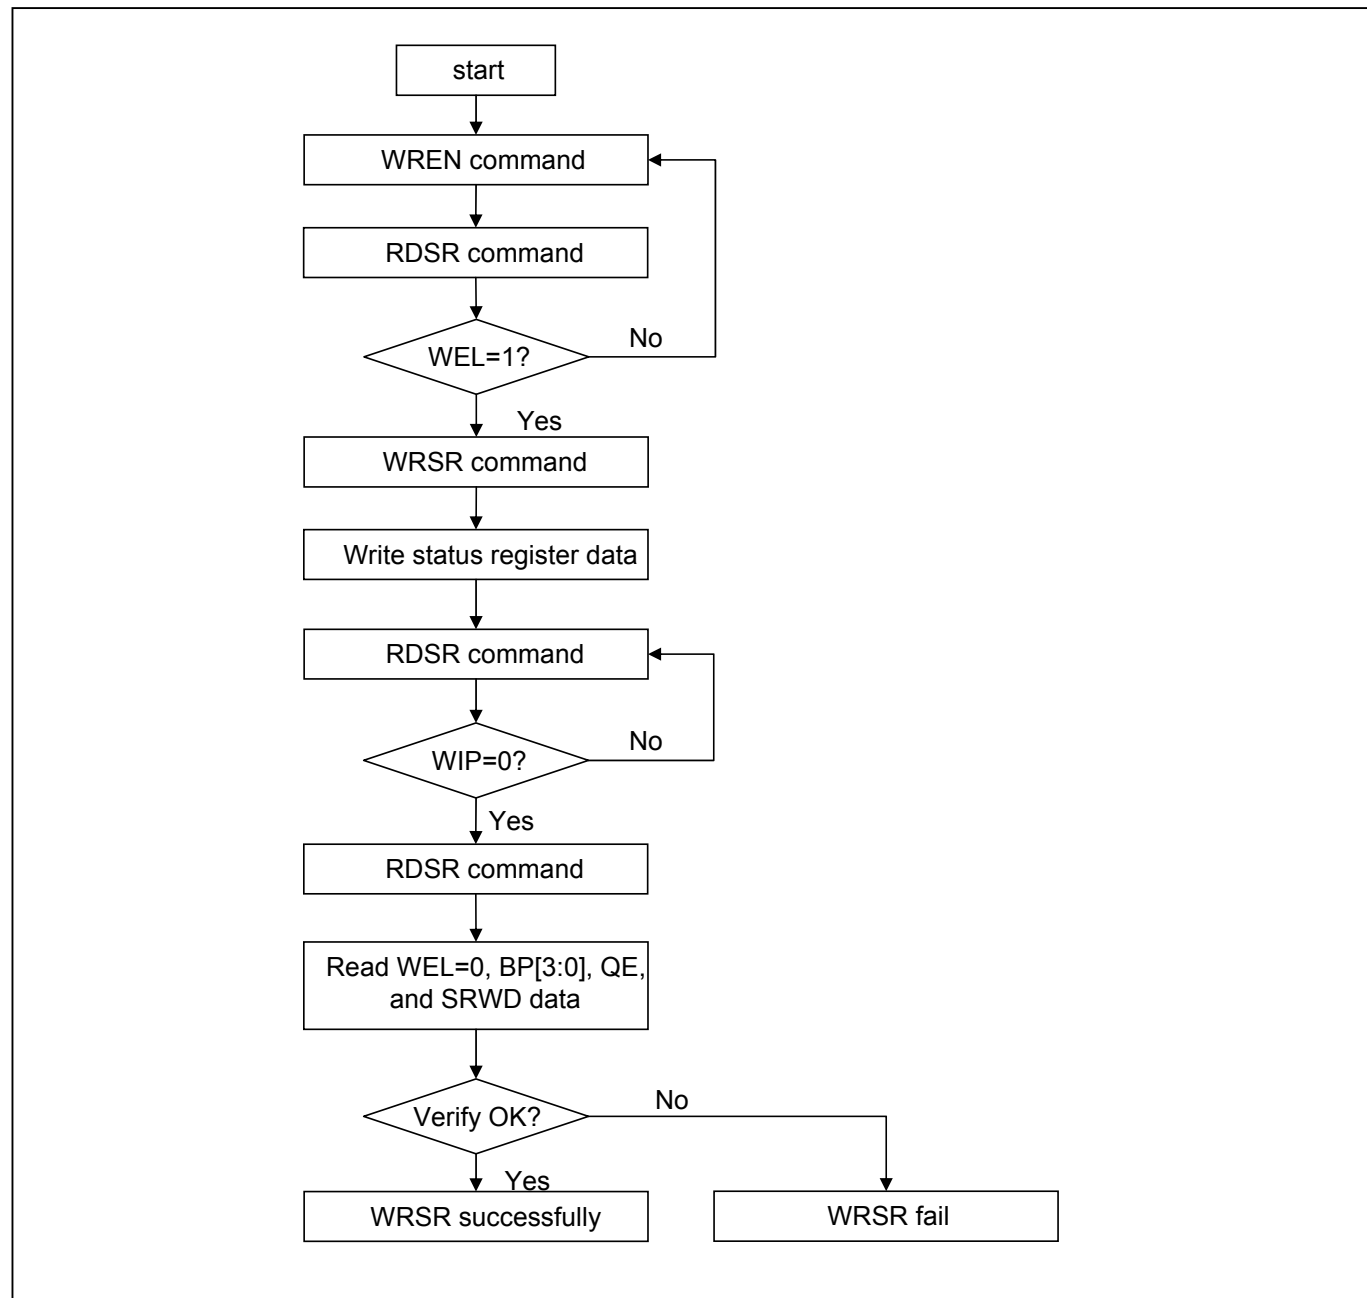 start
WREN command
RDSR command
WEL=1?
No
Yes
WRSR command
Write status register data
RDSR command
WIP=0?
No
Yes
RDSR command
Read WEL=0, BP[3:0], QE,
and SRWD data
Verify OK?
No
Yes
WRSR successfully
WRSR fail